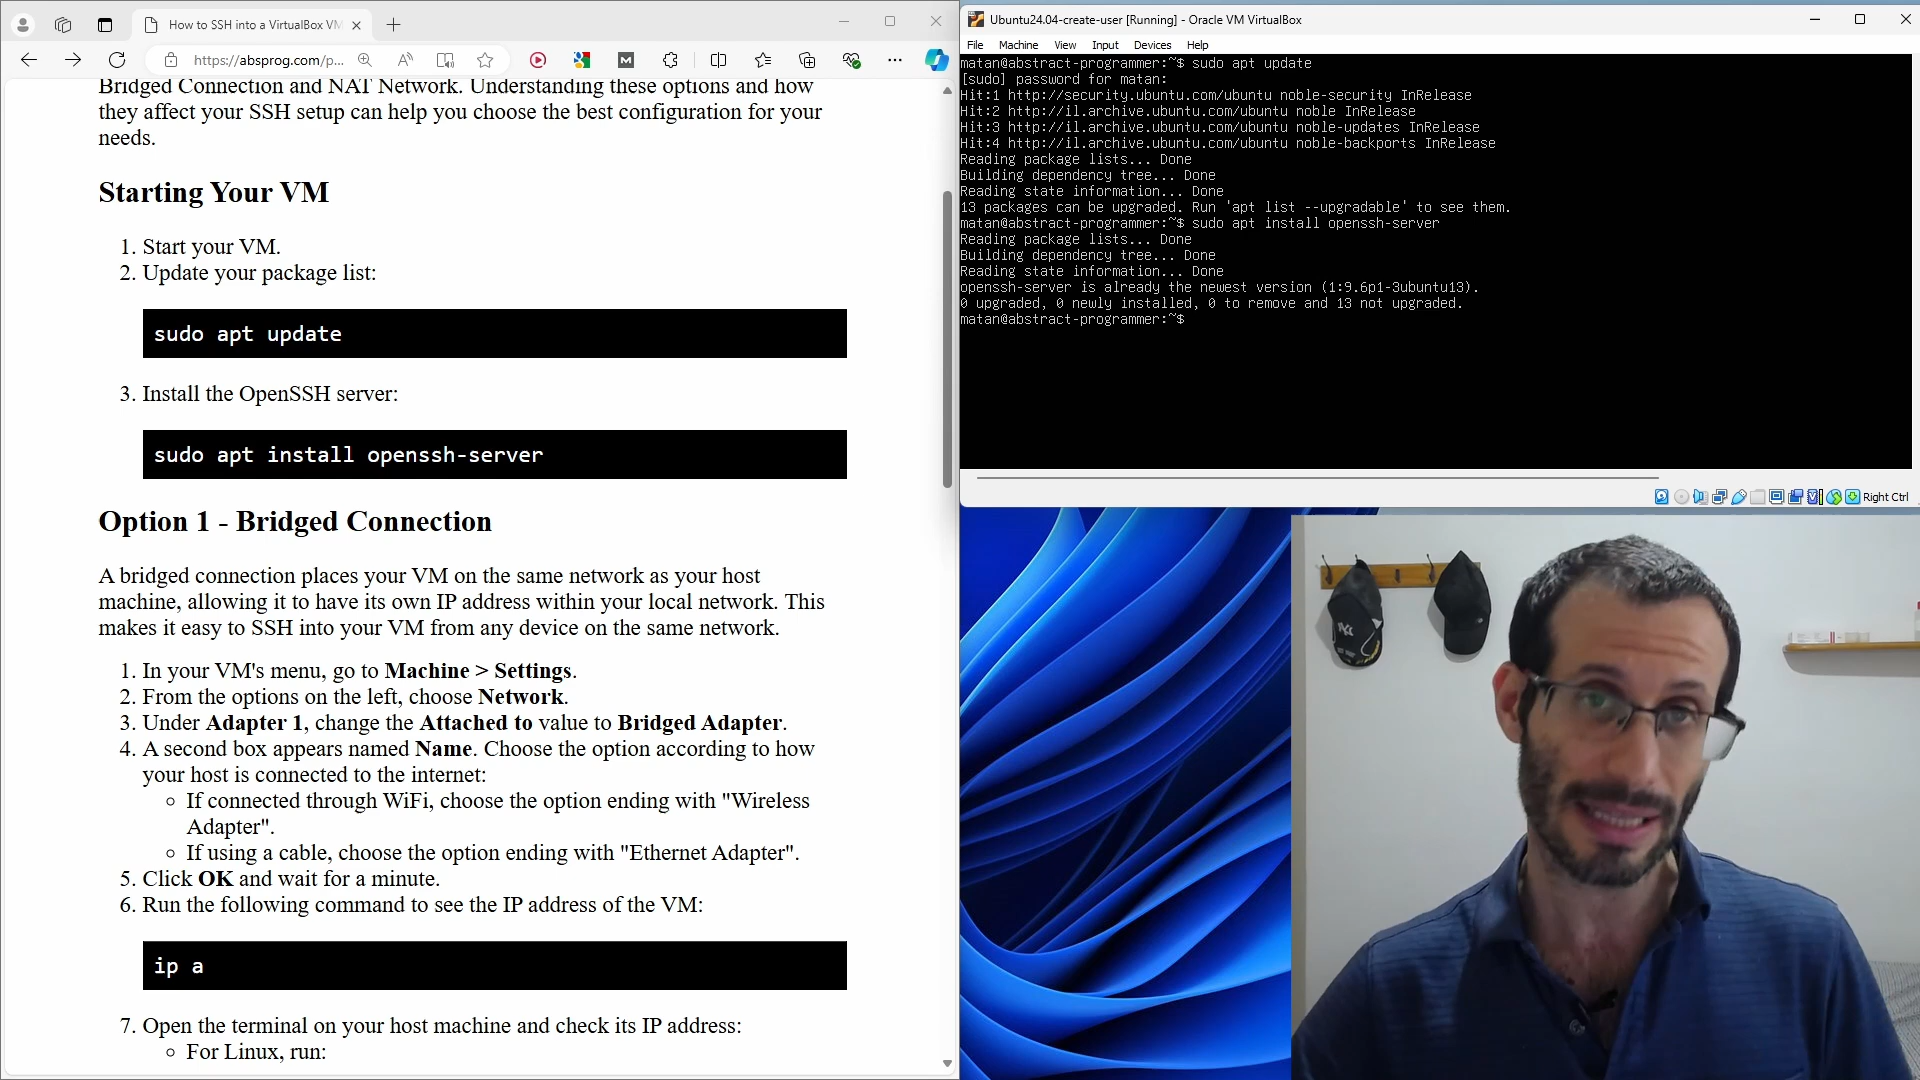 How to SSH into a VirtualBox VM
https://absprog.com/p...
Bridged Connection and NAT Network. Understanding these options and how
they affect your SSH setup can help you choose the best configuration for your
needs.
Starting Your VM
1. Start your VM.
2. Update your package list:
sudo apt update
3. Install the OpenSSH server:
sudo apt install openssh-server
Option 1 - Bridged Connection
A bridged connection places your VM on the same network as your host
machine, allowing it to have its own IP address within your local network. This
makes it easy to SSH into your VM from any device on the same network.
1. In your VM's menu, go to Machine > Settings.
2. From the options on the left, choose Network.
3. Under Adapter 1, change the Attached to value to Bridged Adapter.
4. A second box appears named Name. Choose the option according to how
your host is connected to the internet:
If connected through WiFi, choose the option ending with "Wireless
Adapter".
If using a cable, choose the option ending with "Ethernet Adapter".
5. Click OK and wait for a minute.
6. Run the following command to see the IP address of the VM:
ip a
7. Open the terminal on your host machine and check its IP address:
For Linux, run:
Ubuntu24.04-create-user [Running] - Oracle VM VirtualBox
File Machine View Input Devices Help
matan@abstract-programmer:~$ sudo apt update
[sudo] password for matan:
Hit:1 http://security.ubuntu.com/ubuntu noble-security InRelease
Hit:2 http://il.archive.ubuntu.com/ubuntu noble InRelease
Hit:3 http://il.archive.ubuntu.com/ubuntu noble-updates InRelease
Hit:4 http://il.archive.ubuntu.com/ubuntu noble-backports InRelease
Reading package lists... Done
Building dependency tree... Done
Reading state information... Done
13 packages can be upgraded. Run 'apt list --upgradable' to see them.
matan@abstract-programmer:~$ sudo apt install openssh-server
Reading package lists... Done
Building dependency tree... Done
Reading state information... Done
openssh-server is already the newest version (1:9.6p1-3ubuntu13).
0 upgraded, 0 newly installed, 0 to remove and 13 not upgraded.
matan@abstract-programmer:~$
Right Ctrl